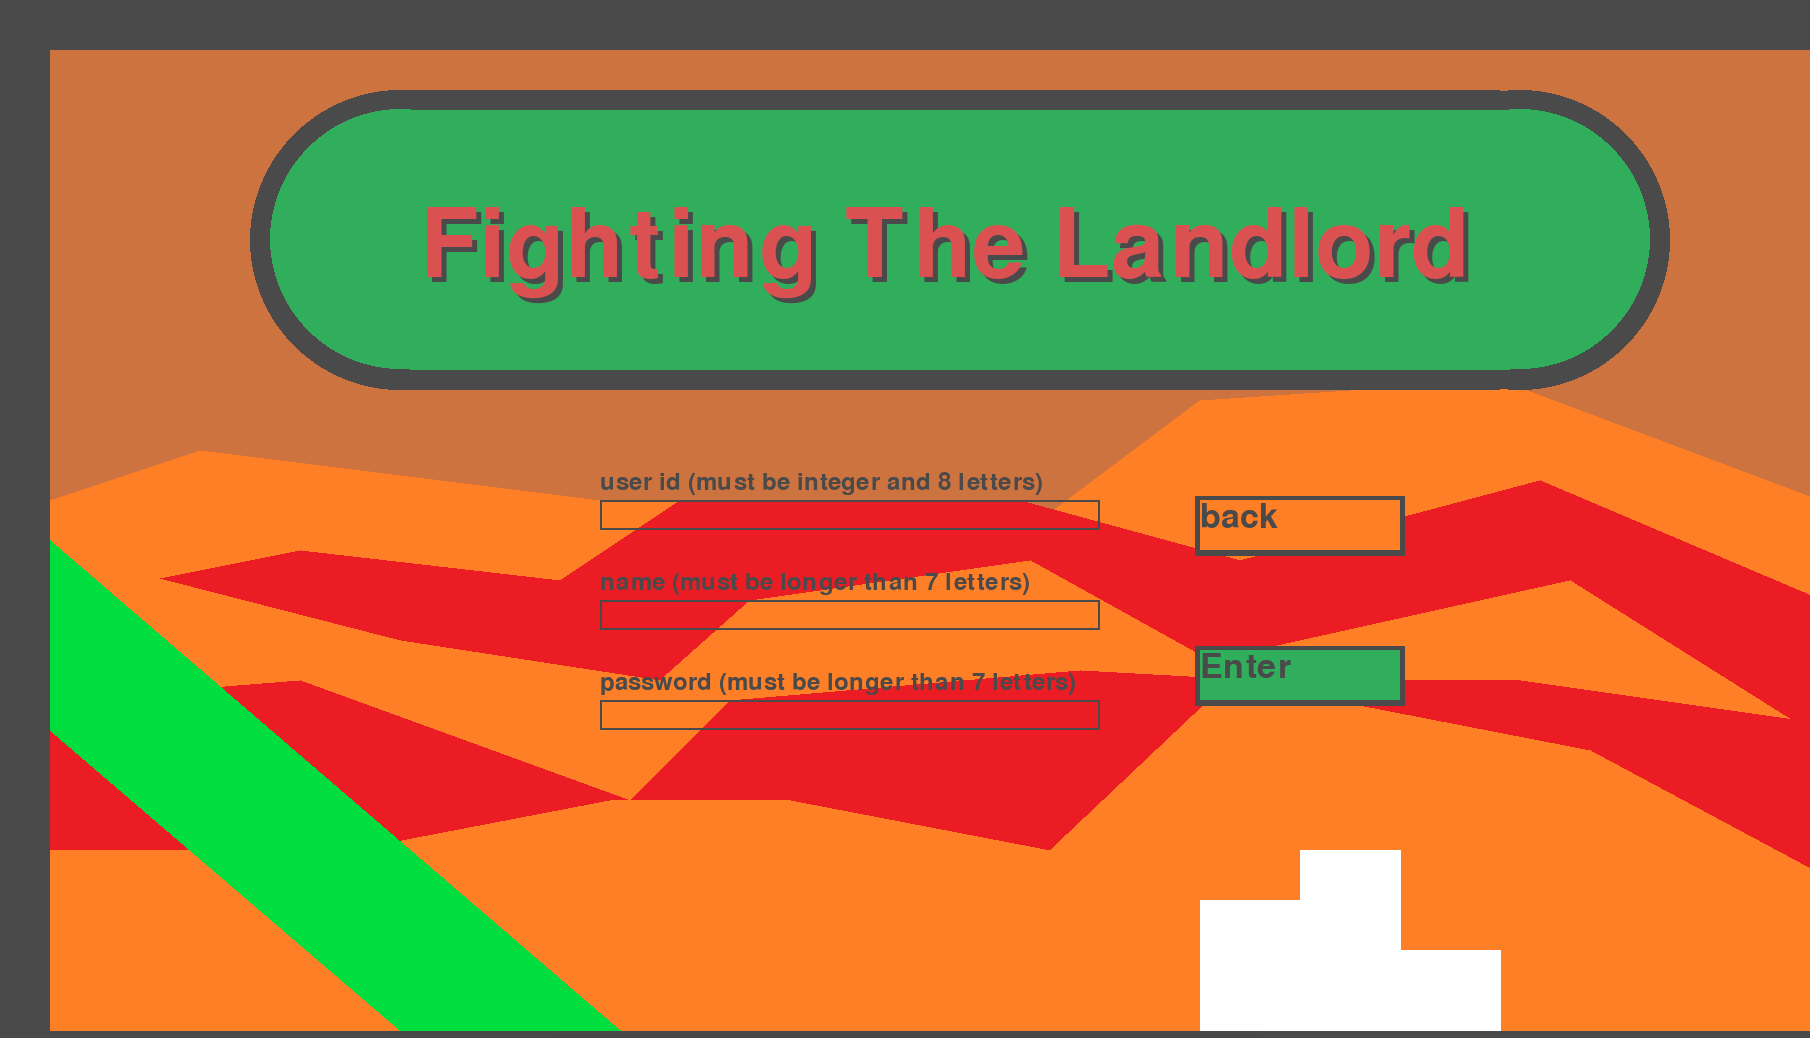 Fighting The Landlord
user id (must be integer and 8 letters)
back
name (must be longer than 7 letters)
Enter
password (must be longer than 7 letters)